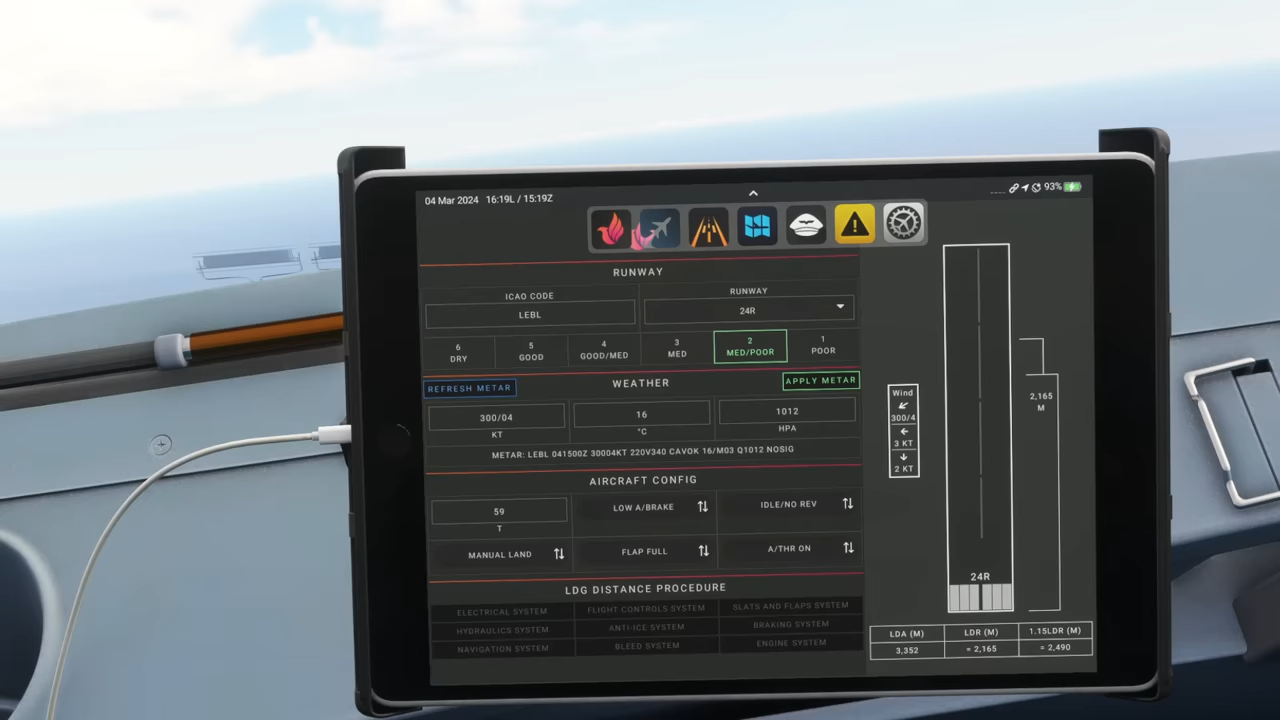 04 Mar 2024 16:19L / 15:19Z
93%
RUNWAY
ICAO CODE
LEBL
RUNWAY
24R
6 DRY
5 GOOD
4 GOOD/MED
3 MED
2 MED/POOR
1 POOR
REFRESH METAR
WEATHER
APPLY METAR
300/04
KT
16
°C
1012
HPA
METAR: LEBL 041500Z 30004KT 220V340 CAVOK 16/M03 Q1012 NOSIG
AIRCRAFT CONFIG
59
T
LOW A/BRAKE
IDLE/NO REV
MANUAL LAND
FLAP FULL
A/THR ON
LDG DISTANCE PROCEDURE
ELECTRICAL SYSTEM
FLIGHT CONTROLS SYSTEM
SLATS AND FLAPS SYSTEM
HYDRAULICS SYSTEM
ANTI-ICE SYSTEM
BRAKING SYSTEM
NAVIGATION SYSTEM
BLEED SYSTEM
ENGINE SYSTEM
Wind
300/4
3 KT
2 KT
2,165
M
24R
LDA (M)
LDR (M)
1.15LDR (M)
3,352
= 2,165
= 2,490